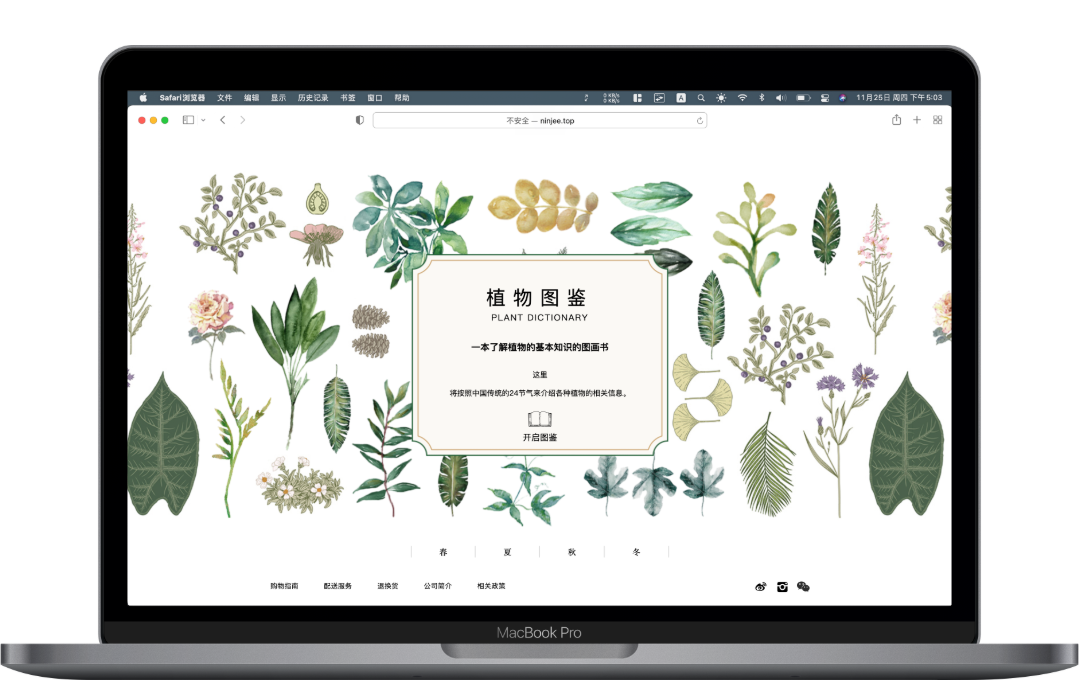 Safari浏览器 文件 编辑 显示 历史记录 书签 窗口 帮助 0 KB/s 0 KB/s A 11月25日 周四 下午5:03
不安全 — ninjee.top
植物图鉴
PLANT DICTIONARY
一本了解植物的基本知识的图画书
这里
将按照中国传统的24节气来介绍各种植物的相关信息。
开启图鉴
春 夏 秋 冬
购物指南 配送服务 退换货 公司简介 相关政策
MacBook Pro